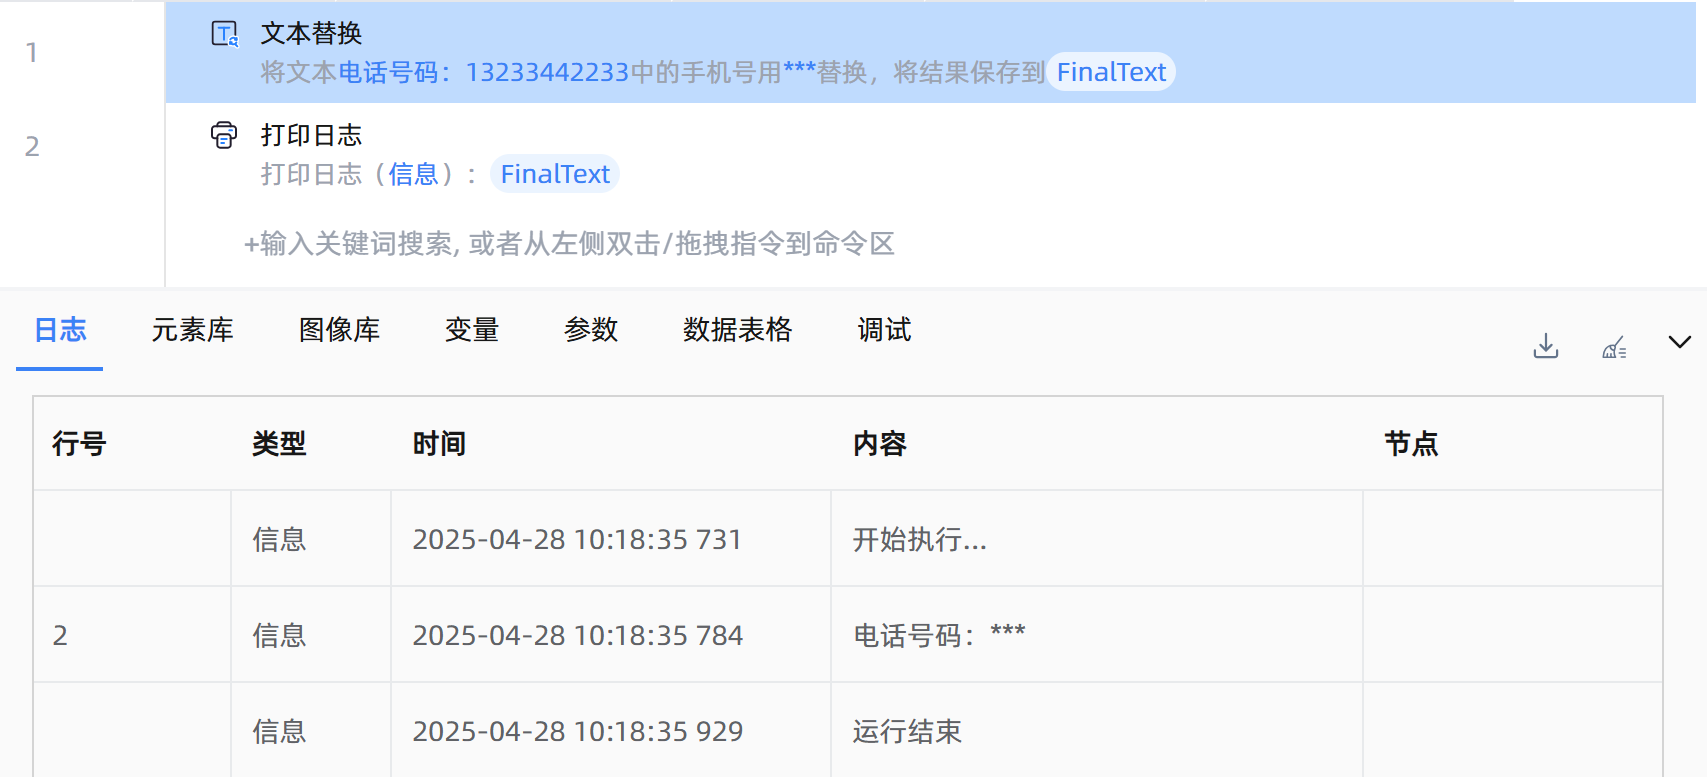 1
文本替换
将文本电话号码：13233442233中的手机号用***替换，将结果保存到 FinalText
2
打印日志
打印日志（信息）： FinalText
+输入关键词搜索, 或者从左侧双击/拖拽指令到命令区
日志 元素库 图像库 变量 参数 数据表格 调试
行号 类型 时间 内容 节点
信息 2025-04-28 10:18:35 731 开始执行...
2 信息 2025-04-28 10:18:35 784 电话号码：***
信息 2025-04-28 10:18:35 929 运行结束